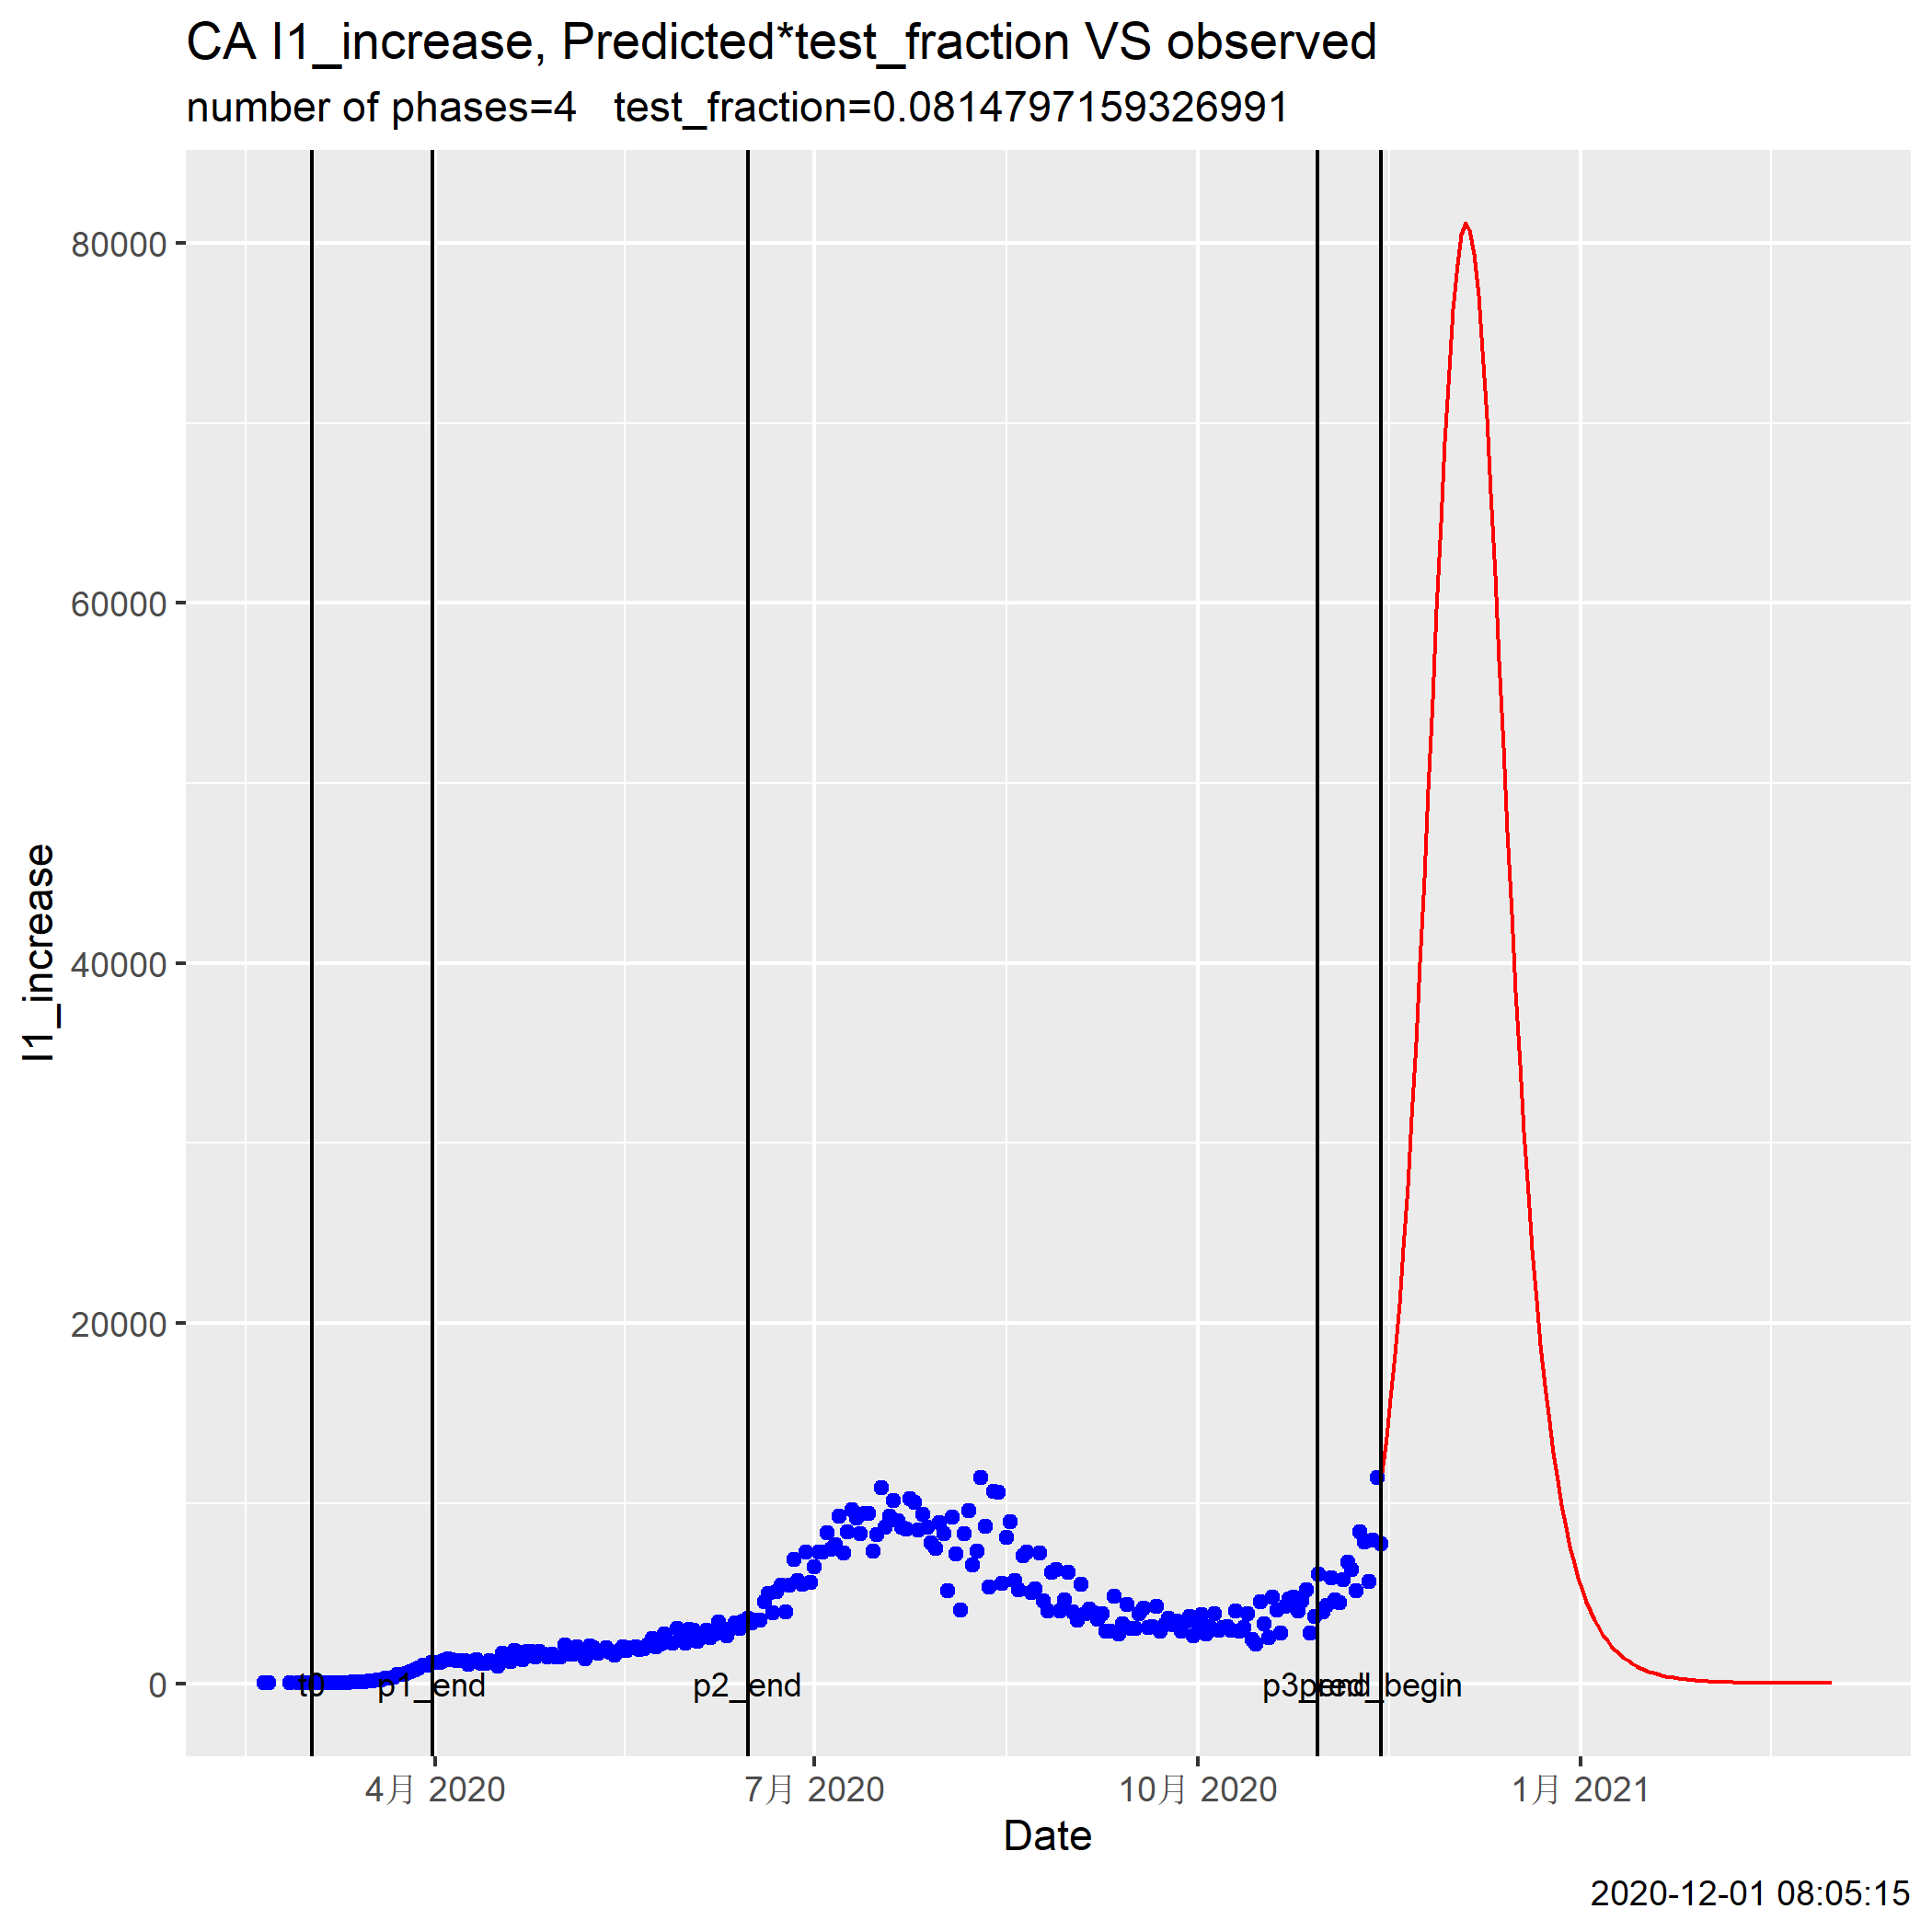 CA I1_increase, Predicted*test_fraction VS observed
number of phases=4 test_fraction=0.0814797159326991
80000
60000
40000
20000
0
I1_increase
t0
p1_end
p2_end
p3_end
pred_begin
4月 2020
7月 2020
10月 2020
1月 2021
Date
2020-12-01 08:05:15